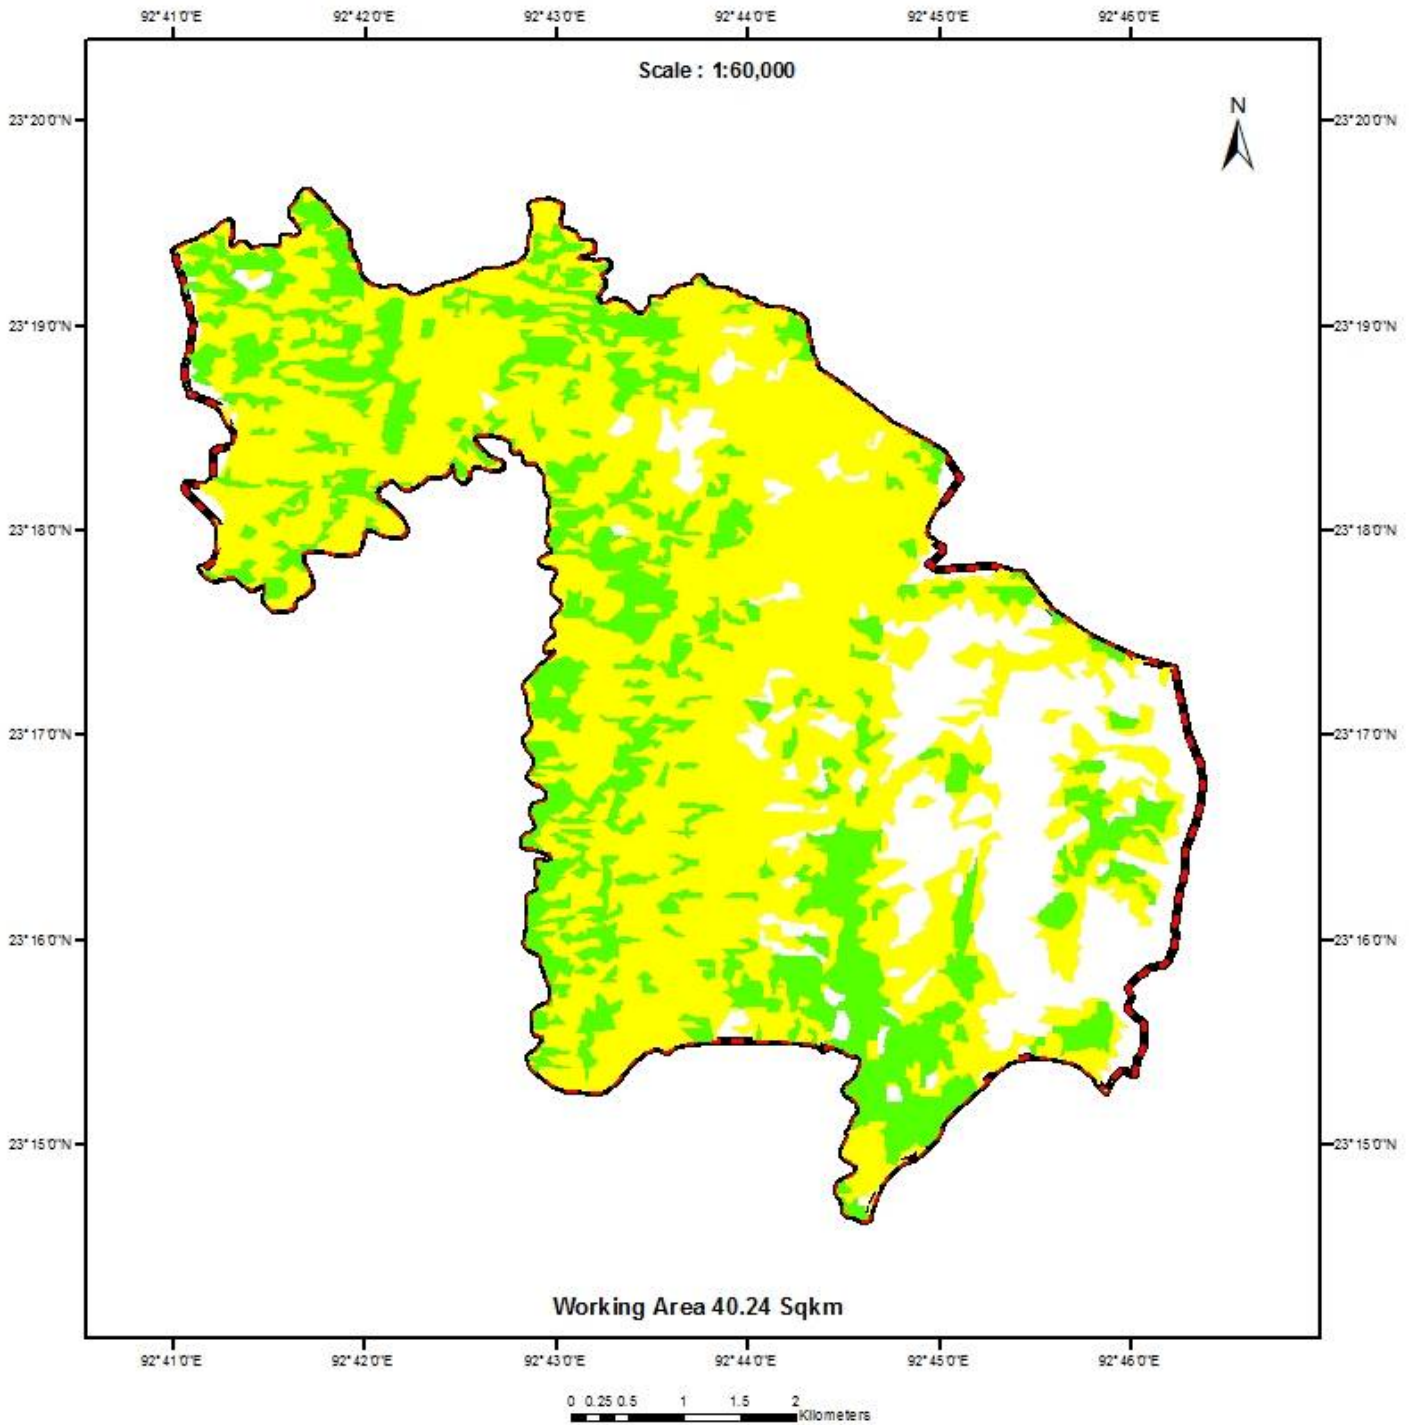 92°41'0"E 92°42'0"E 92°43'0"E 92°44'0"E 92°45'0"E 92°46'0"E
Scale : 1:60,000
N
23°20'0"N 23°20'0"N
23°19'0"N 23°19'0"N
23°18'0"N 23°18'0"N
23°17'0"N 23°17'0"N
23°16'0"N 23°16'0"N
23°15'0"N 23°15'0"N
Working Area 40.24 Sqkm
92°41'0"E 92°42'0"E 92°43'0"E 92°44'0"E 92°45'0"E 92°46'0"E
0 0.25 0.5 1 1.5 2
Kilometers